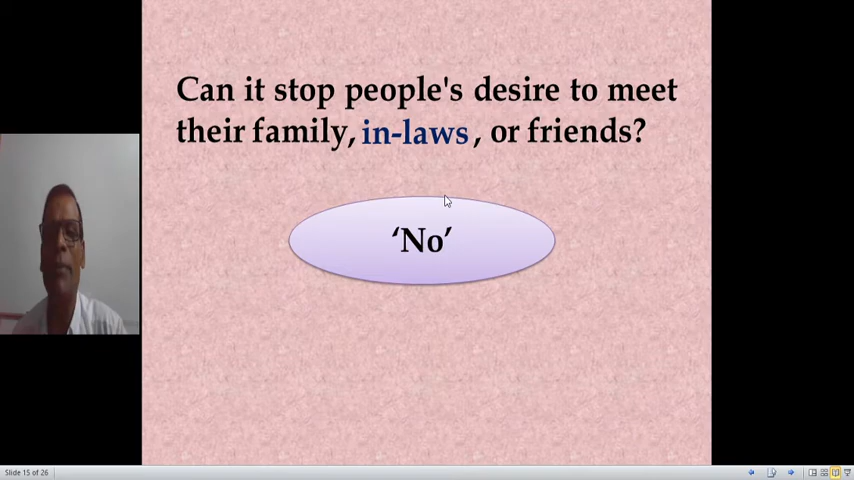 Can it stop people's desire to meet
their family, in-laws, or friends?
‘No’
Slide 15 of 26